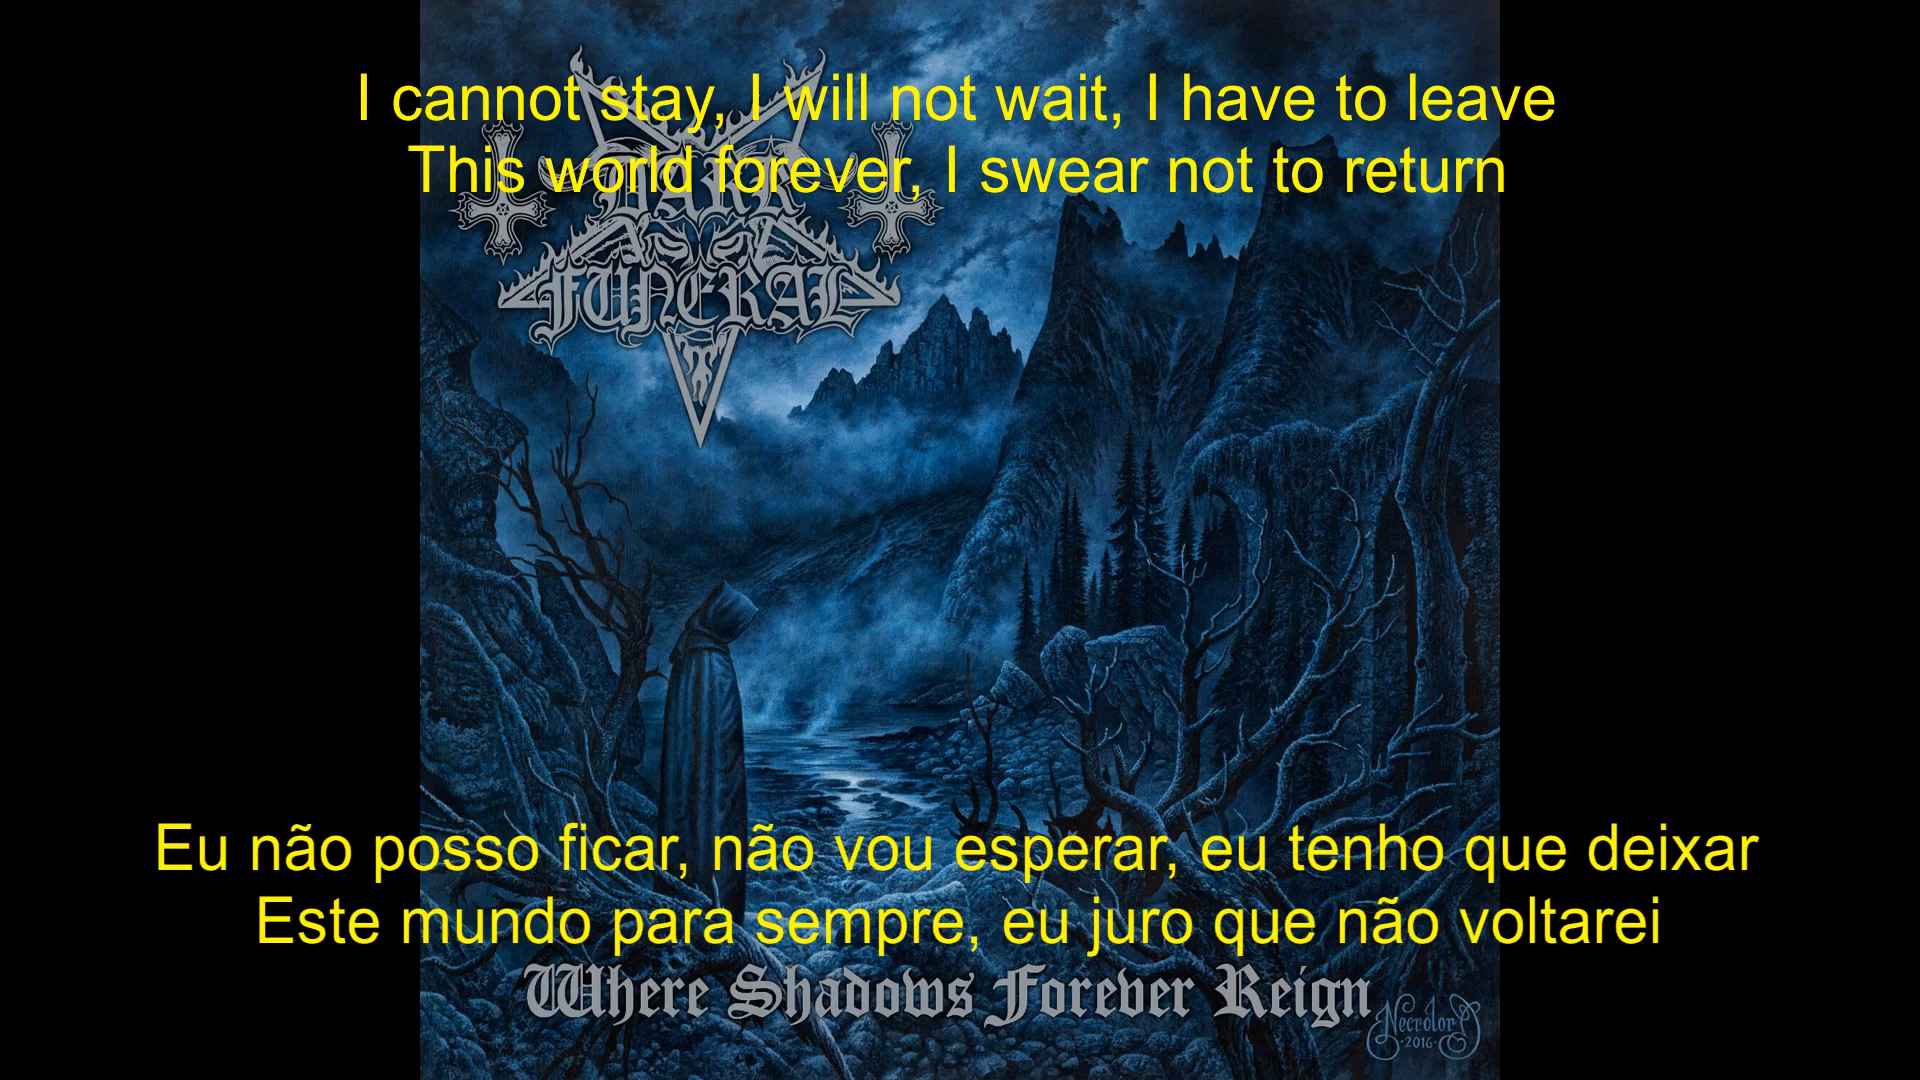 I cannot stay, I will not wait, I have to leave
This world forever, I swear not to return
DARK
FUNERAL
Eu não posso ficar, não vou esperar, eu tenho que deixar
Este mundo para sempre, eu juro que não voltarei
Where Shadows Forever Reign
Necrolord
·2016·